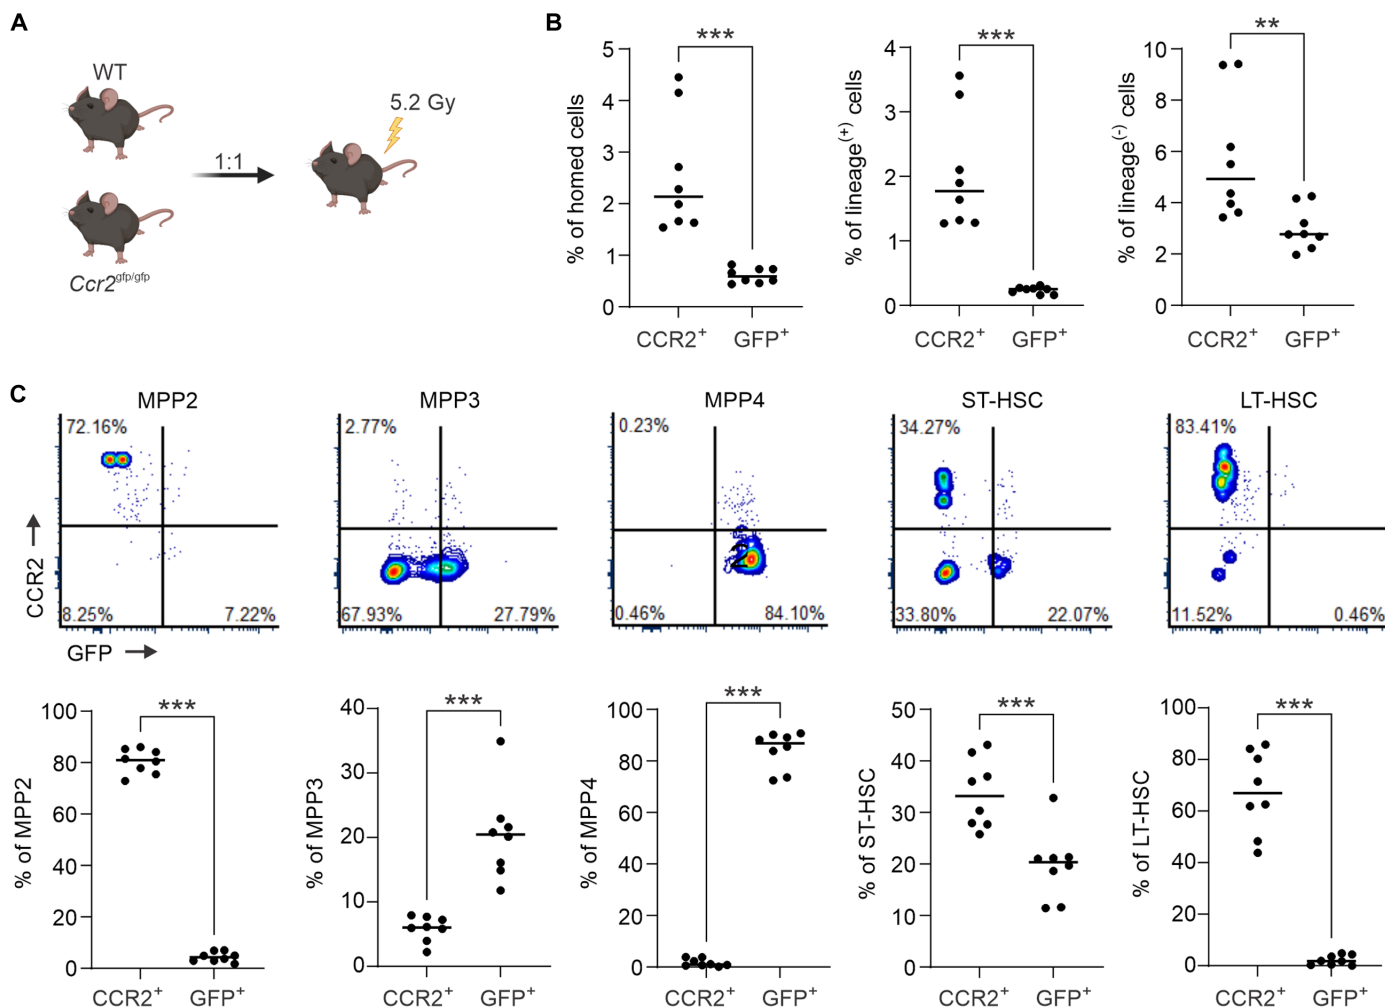 A
WT
5.2 Gy
1:1
Ccr2gfp/gfp
B
***
% of homed cells
5
4
3
2
1
0
CCR2+
GFP+
***
% of lineage(+) cells
4
3
2
1
0
CCR2+
GFP+
**
% of lineage(-) cells
10
8
6
4
2
0
CCR2+
GFP+
C
MPP2
72.16%
8.25%
7.22%
CCR2
GFP
MPP3
2.77%
67.93%
27.79%
MPP4
0.23%
2
0.46%
84.10%
ST-HSC
34.27%
33.80%
22.07%
LT-HSC
83.41%
11.52%
0.46%
***
% of MPP2
100
80
60
40
20
0
CCR2+
GFP+
***
% of MPP3
40
30
20
10
0
CCR2+
GFP+
***
% of MPP4
100
80
60
40
20
0
CCR2+
GFP+
***
% of ST-HSC
50
40
30
20
10
0
CCR2+
GFP+
***
% of LT-HSC
100
80
60
40
20
0
CCR2+
GFP+